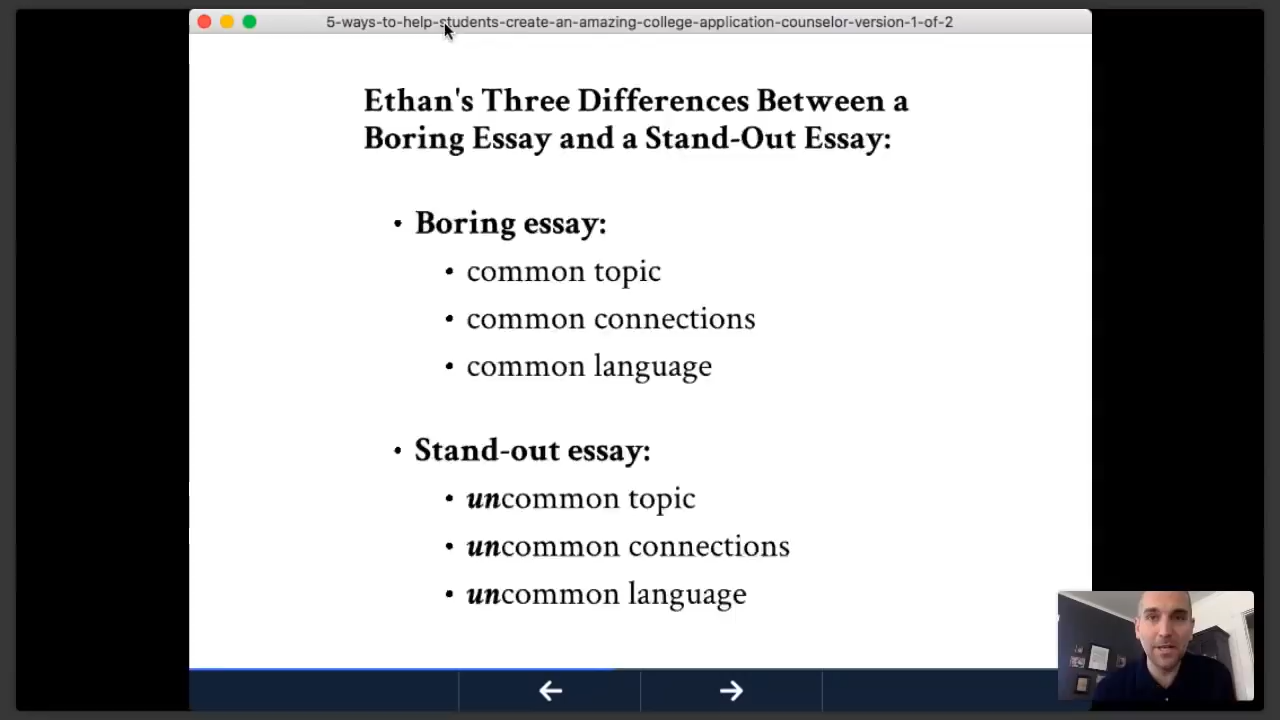 5-ways-to-help-students-create-an-amazing-college-application-counselor-version-1-of-2
Ethan's Three Differences Between a
Boring Essay and a Stand-Out Essay:
• Boring essay:
• common topic
• common connections
• common language
• Stand-out essay:
• uncommon topic
• uncommon connections
• uncommon language